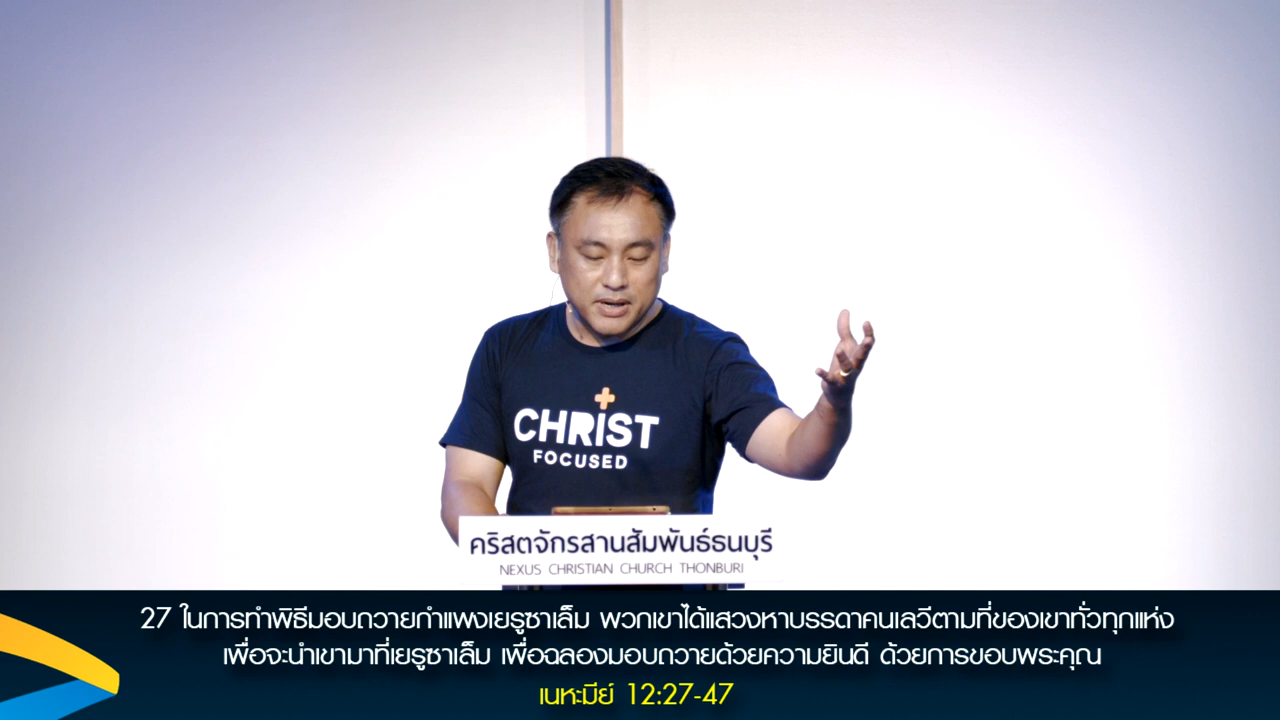 CHRIST
FOCUSED
คริสตจักรสานสัมพันธ์ธนบุรี
NEXUS CHRISTIAN CHURCH THONBURI
27 ในการทำพิธีมอบถวายกำแพงเยรูซาเล็ม พวกเขาได้แสวงหาบรรดาคนเลวีตามที่ของเขาทั่วทุกแห่ง
เพื่อจะนำเขามาที่เยรูซาเล็ม เพื่อฉลองมอบถวายด้วยความยินดี ด้วยการขอบพระคุณ
เนหะมีย์ 12:27-47